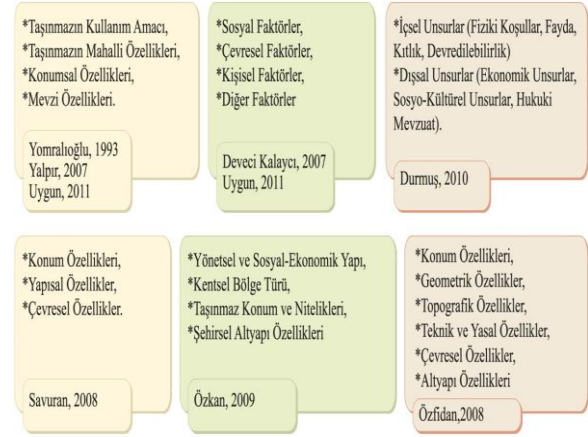 *Taşınmazın Kullanım Amacı,
*Taşınmazın Mahalli Özellikleri,
*Konumsal Özellikleri,
*Mevzi Özellikleri.
Yomralıoğlu, 1993
Yalpır, 2007
Uygun, 2011
*Sosyal Faktörler,
*Çevresel Faktörler,
*Kişisel Faktörler,
*Diğer Faktörler
Deveci Kalaycı, 2007
Uygun, 2011
*İçsel Unsurlar (Fiziki Koşullar, Fayda,
Kıtlık, Devredilebilirlik)
*Dışsal Unsurlar (Ekonomik Unsurlar,
Sosyo-Kültürel Unsurlar, Hukuki
Mevzuat).
Durmuş, 2010
*Konum Özellikleri,
*Yapısal Özellikler,
*Çevresel Özellikler.
Savuran, 2008
*Yönetsel ve Sosyal-Ekonomik Yapı,
*Kentsel Bölge Türü,
*Taşınmaz Konum ve Nitelikleri,
*Şehirsel Altyapı Özellikleri
Özkan, 2009
*Konum Özellikleri,
*Geometrik Özellikler,
*Topografik Özellikler,
*Teknik ve Yasal Özellikler,
*Çevresel Özellikler,
*Altyapı Özellikleri
Özfidan,2008